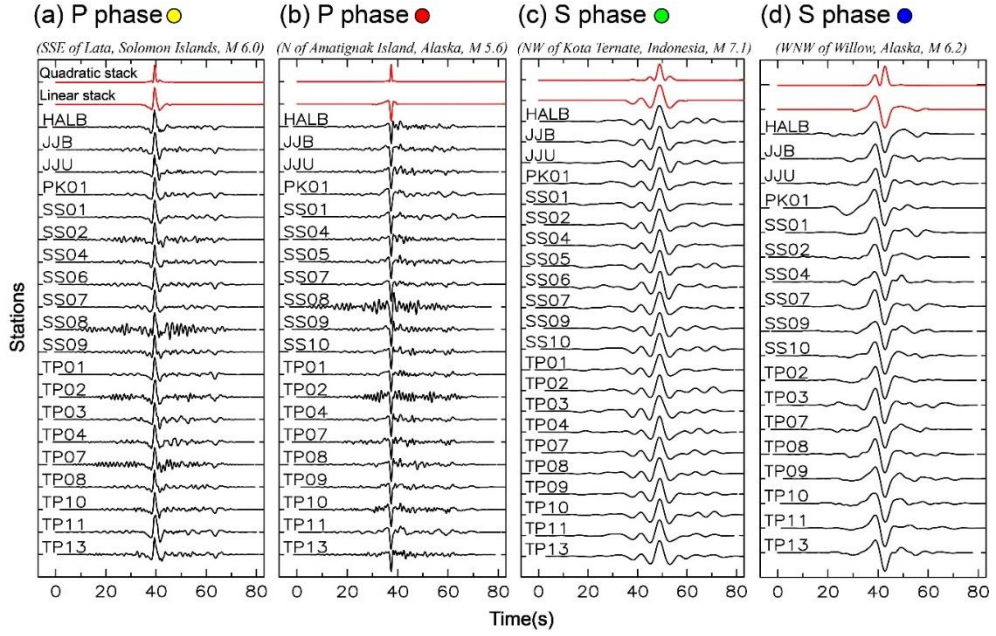 (a) P phase
(SSE of Lata, Solomon Islands, M 6.0)
Quadratic stack
Linear stack
HALB
JJB
JJU
PK01
SS01
SS02
SS04
SS06
SS07
SS08
SS09
TP01
TP02
TP03
TP04
TP07
TP08
TP10
TP11
TP13
0 20 40 60 80
(b) P phase
(N of Amatignak Island, Alaska, M 5.6)
HALB
JJB
JJU
PK01
SS01
SS04
SS05
SS07
SS08
SS09
SS10
TP01
TP02
TP04
TP07
TP08
TP09
TP10
TP11
TP13
0 20 40 60 80
(c) S phase
(NW of Kota Ternate, Indonesia, M 7.1)
HALB
JJB
JJU
PK01
SS01
SS02
SS04
SS05
SS06
SS07
SS09
SS10
TP01
TP02
TP03
TP04
TP07
TP08
TP09
TP10
TP11
TP13
0 20 40 60 80
(d) S phase
(WNW of Willow, Alaska, M 6.2)
HALB
JJB
JJU
PK01
SS01
SS02
SS04
SS07
SS09
SS10
TP02
TP03
TP07
TP08
TP09
TP10
TP11
TP13
0 20 40 60 80
Stations
Time(s)